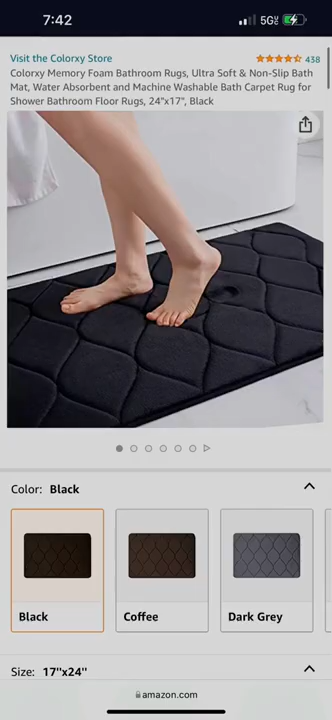 7:42
5G
Visit the Colorxy Store
438
Colorxy Memory Foam Bathroom Rugs, Ultra Soft & Non-Slip Bath
Mat, Water Absorbent and Machine Washable Bath Carpet Rug for
Shower Bathroom Floor Rugs, 24"x17", Black
Color: Black
Black
Coffee
Dark Grey
Size: 17''x24''
amazon.com